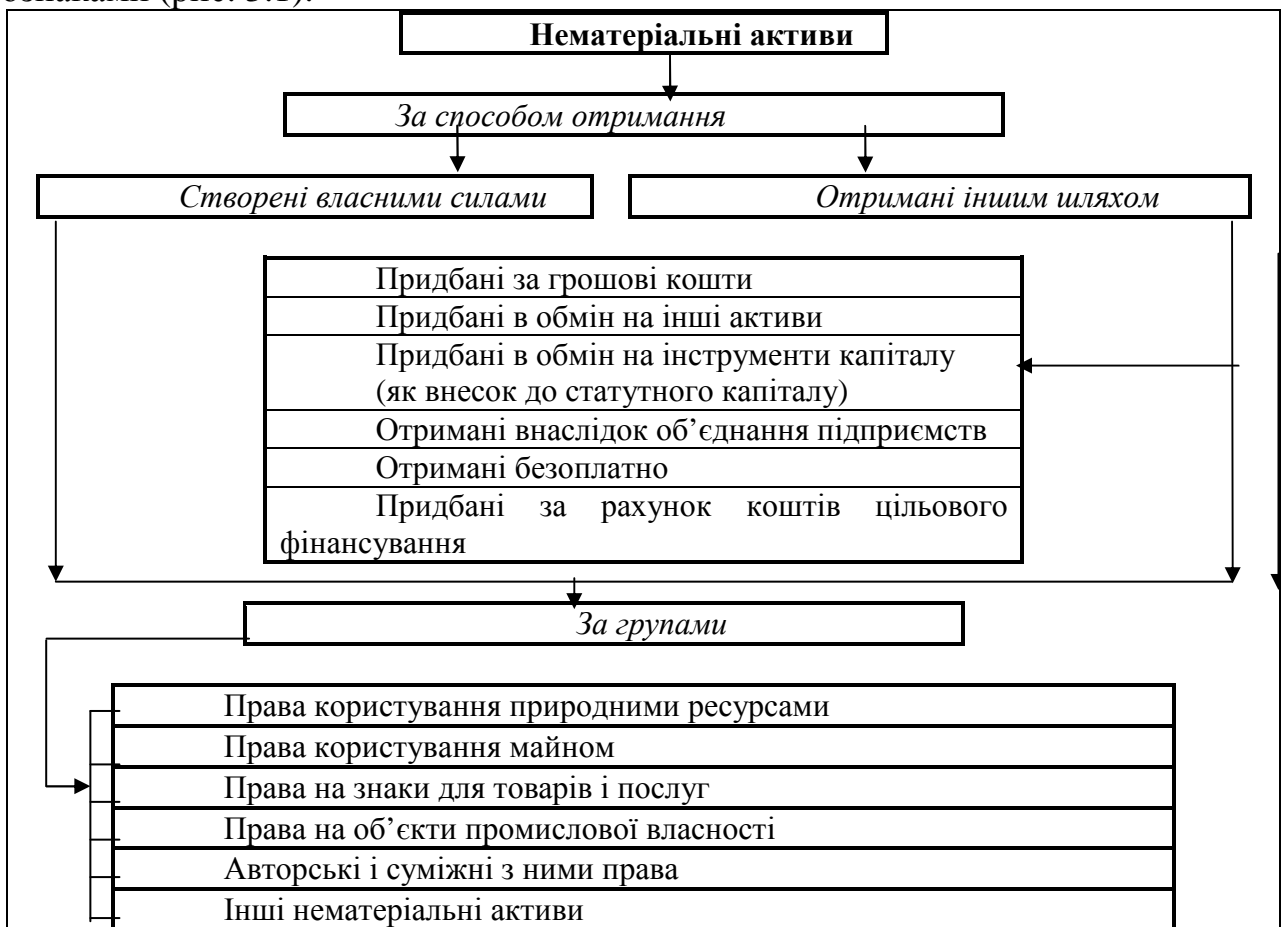 ознаками (рис. 3.1).
Нематеріальні активи
За способом отримання
Створені власними силами
Отримані іншим шляхом
Придбані за грошові кошти
Придбані в обмін на інші активи
Придбані в обмін на інструменти капіталу
(як внесок до статутного капіталу)
Отримані внаслідок об’єднання підприємств
Отримані безоплатно
Придбані за рахунок коштів цільового
фінансування
За групами
Права користування природними ресурсами
Права користування майном
Права на знаки для товарів і послуг
Права на об’єкти промислової власності
Авторські і суміжні з ними права
Інші нематеріальні активи